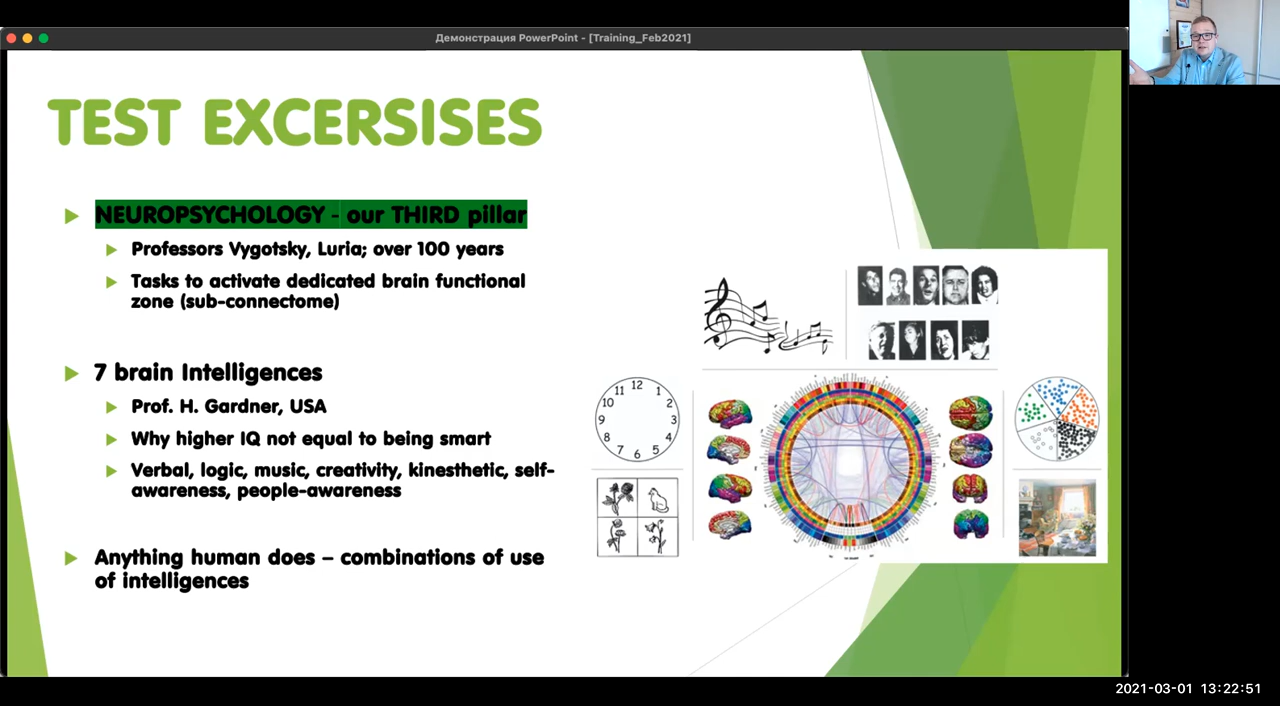 Демонстрация PowerPoint - [Training_Feb2021]
TEST EXCERSISES
NEUROPSYCHOLOGY - our THIRD pillar
Professors Vygotsky, Luria; over 100 years
Tasks to activate dedicated brain functional
zone (sub-connectome)
7 brain Intelligences
Prof. H. Gardner, USA
Why higher IQ not equal to being smart
Verbal, logic, music, creativity, kinesthetic, self-
awareness, people-awareness
Anything human does – combinations of use
of intelligences
12
11 1
10 2
9 3
8 4
7 6 5
2021-03-01 13:22:51